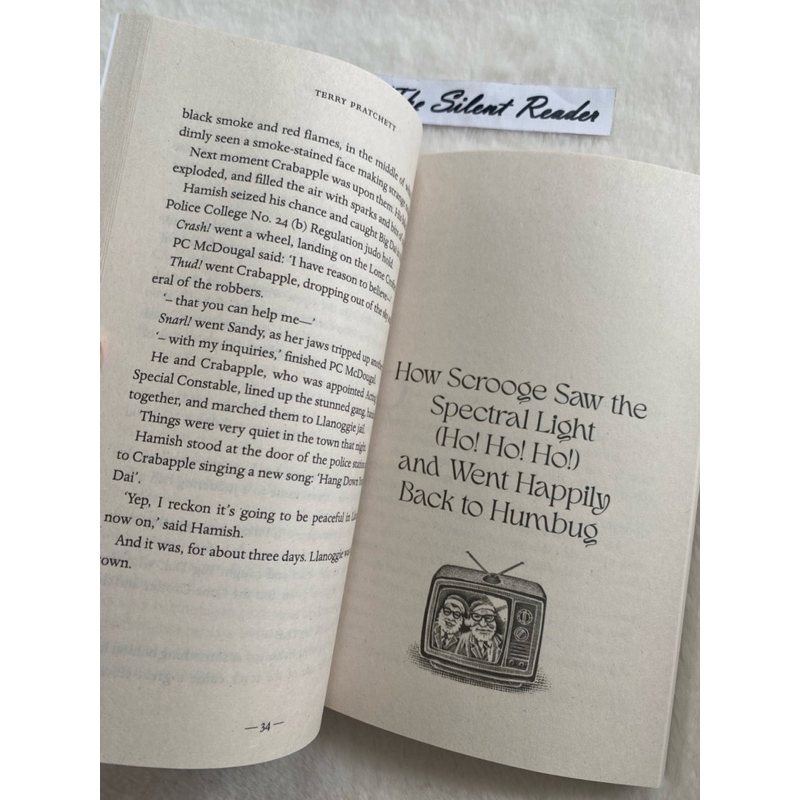 The Silent Reader
TERRY PRATCHETT
black smoke and red flames, in the middle of
dimly seen a smoke-stained face making strange
Next moment Crabapple was upon them. His
exploded, and filled the air with sparks and bits of
Hamish seized his chance and caught Big Dai
Police College No. 24 (b) Regulation judo hold.
Crash! went a wheel, landing on the Lone
PC McDougal said: 'I have reason to believe—
Thud! went Crabapple, dropping out of the
eral of the robbers.
'– that you can help me—'
Snarl! went Sandy, as her jaws tripped up
'– with my inquiries,' finished PC McDougal.
He and Crabapple, who was appointed
Special Constable, lined up the stunned gang,
together, and marched them to Llanoggie jail.
Things were very quiet in the town that night.
Hamish stood at the door of the police
to Crabapple singing a new song: 'Hang Down
Dai'.
'Yep, I reckon it's going to be peaceful in
now on,' said Hamish.
And it was, for about three days. Llanoggie
own.
— 34 —
How Scrooge Saw the
Spectral Light
(Ho! Ho! Ho!)
and Went Happily
Back to Humbug